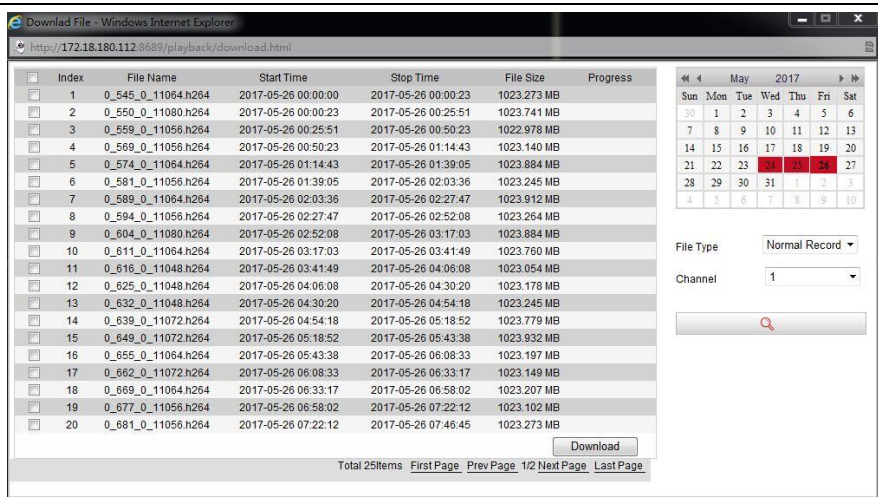 Downlad File - Windows Internet Explorer
http://172.18.180.112:8689/playback/download.html
Index File Name Start Time Stop Time File Size Progress
1 0_545_0_11064.h264 2017-05-26 00:00:00 2017-05-26 00:00:23 1023.273 MB
2 0_550_0_11080.h264 2017-05-26 00:00:23 2017-05-26 00:25:51 1023.741 MB
3 0_559_0_11056.h264 2017-05-26 00:25:51 2017-05-26 00:50:23 1022.978 MB
4 0_569_0_11056.h264 2017-05-26 00:50:23 2017-05-26 01:14:43 1023.140 MB
5 0_574_0_11064.h264 2017-05-26 01:14:43 2017-05-26 01:39:05 1023.884 MB
6 0_581_0_11056.h264 2017-05-26 01:39:05 2017-05-26 02:03:36 1023.245 MB
7 0_589_0_11064.h264 2017-05-26 02:03:36 2017-05-26 02:27:47 1023.912 MB
8 0_594_0_11056.h264 2017-05-26 02:27:47 2017-05-26 02:52:08 1023.264 MB
9 0_604_0_11080.h264 2017-05-26 02:52:08 2017-05-26 03:17:03 1023.884 MB
10 0_611_0_11064.h264 2017-05-26 03:17:03 2017-05-26 03:41:49 1023.760 MB
11 0_616_0_11048.h264 2017-05-26 03:41:49 2017-05-26 04:06:08 1023.054 MB
12 0_625_0_11048.h264 2017-05-26 04:06:08 2017-05-26 04:30:20 1023.178 MB
13 0_632_0_11048.h264 2017-05-26 04:30:20 2017-05-26 04:54:18 1023.245 MB
14 0_639_0_11072.h264 2017-05-26 04:54:18 2017-05-26 05:18:52 1023.779 MB
15 0_649_0_11072.h264 2017-05-26 05:18:52 2017-05-26 05:43:38 1023.932 MB
16 0_655_0_11064.h264 2017-05-26 05:43:38 2017-05-26 06:08:33 1023.197 MB
17 0_662_0_11072.h264 2017-05-26 06:08:33 2017-05-26 06:33:17 1023.149 MB
18 0_669_0_11064.h264 2017-05-26 06:33:17 2017-05-26 06:58:02 1023.207 MB
19 0_677_0_11056.h264 2017-05-26 06:58:02 2017-05-26 07:22:12 1023.102 MB
20 0_681_0_11056.h264 2017-05-26 07:22:12 2017-05-26 07:46:45 1023.273 MB
Download
Total 25Items First Page Prev Page 1/2 Next Page Last Page
May 2017
Sun Mon Tue Wed Thu Fri Sat
30 1 2 3 4 5 6
7 8 9 10 11 12 13
14 15 16 17 18 19 20
21 22 23 24 25 26 27
28 29 30 31 1 2 3
4 5 6 7 8 9 10
File Type Normal Record
Channel 1